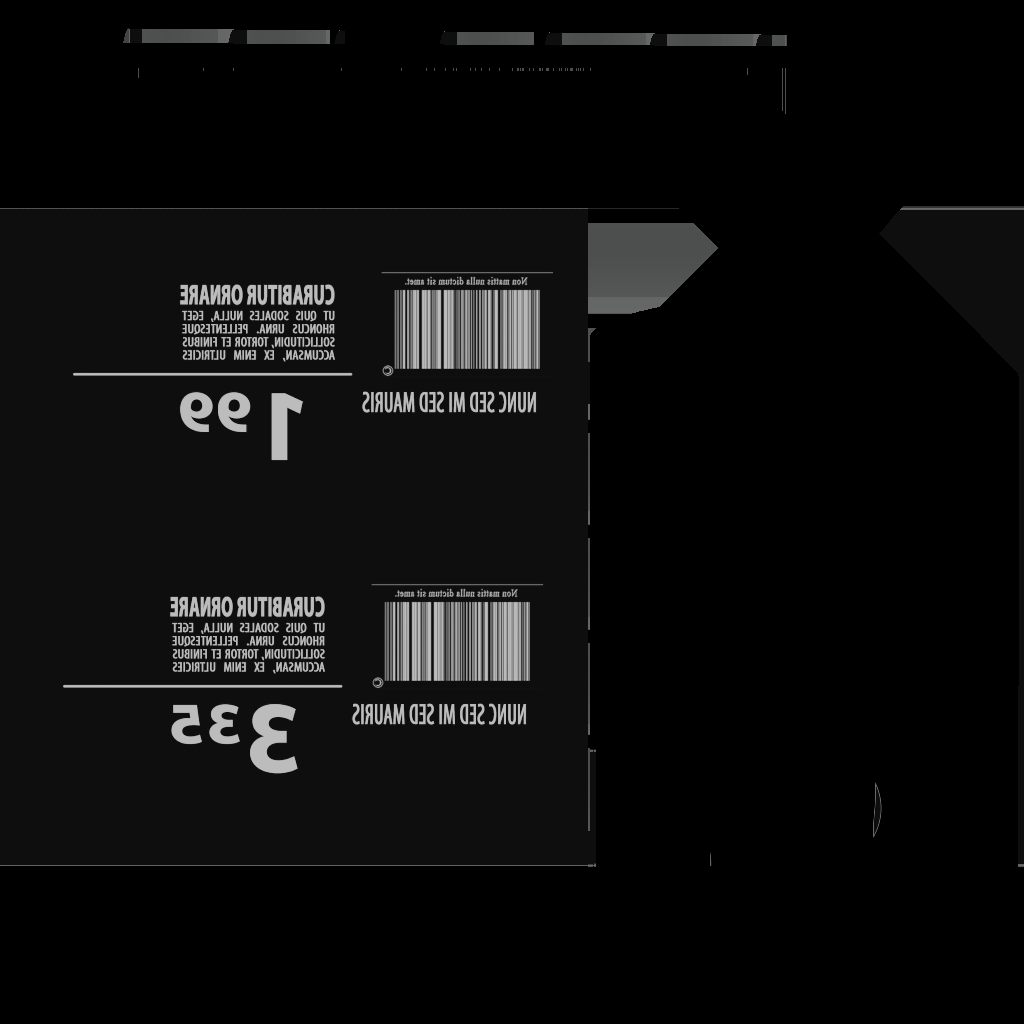 Non mattis nulla dictum sit amet.
CURABITUR ORNARE
UT QUIS SODALES NULLA, EGET
RHONCUS URNA. PELLENTESQUE
SOLLICITUDIN, TORTOR ET FINIBUS
ACCUMSAN, EX ENIM ULTRICIES
©
NUNC SED MI SED MAURIS
1 99
Non mattis nulla dictum sit amet.
CURABITUR ORNARE
UT QUIS SODALES NULLA, EGET
RHONCUS URNA. PELLENTESQUE
SOLLICITUDIN, TORTOR ET FINIBUS
ACCUMSAN, EX ENIM ULTRICIES
©
NUNC SED MI SED MAURIS
3 35